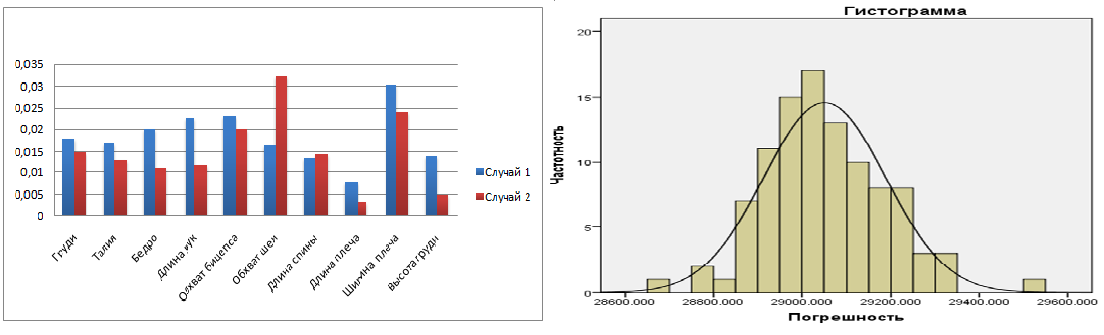 0,035
0,03
0,025
0,02
0,015
0,01
0,005
0
Случай 1
Случай 2
Груди
Талия
Бедро
Длина рук
Обхват бицепса
Обхват шеи
Длина спины
Длина плеча
Ширина плеча
Высота груди
Гистограмма
20
15
10
5
0
Частотность
28600.000 28800.000 29000.000 29200.000 29400.000 29600.000
Погрешность